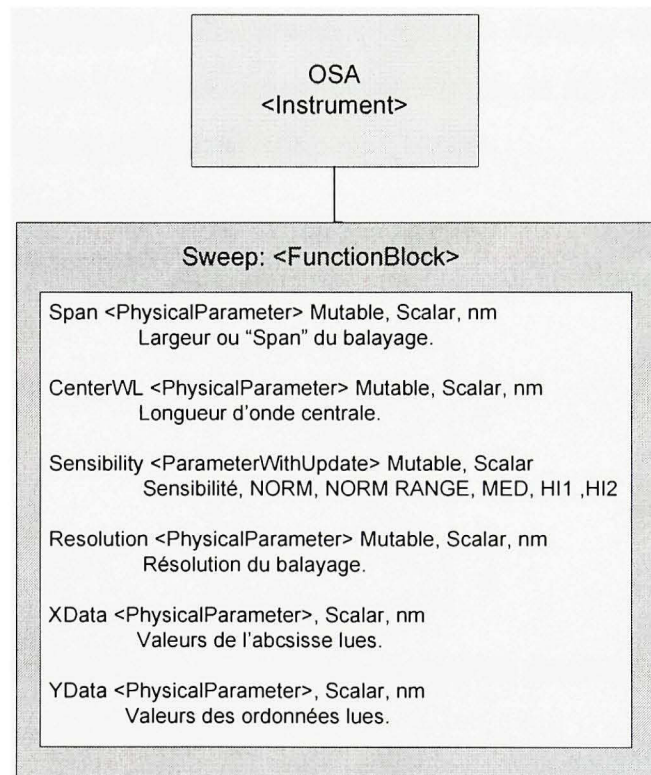 OSA
<Instrument>
Sweep: <FunctionBlock>
Span <PhysicalParameter> Mutable, Scalar, nm
Largeur ou “Span” du balayage.
CenterWL <PhysicalParameter> Mutable, Scalar, nm
Longueur d'onde centrale.
Sensibility <ParameterWithUpdate> Mutable, Scalar
Sensibilité, NORM, NORM RANGE, MED, HI1 ,HI2
Resolution <PhysicalParameter> Mutable, Scalar, nm
Résolution du balayage.
XData <PhysicalParameter>, Scalar, nm
Valeurs de l'abcsisse lues.
YData <PhysicalParameter>, Scalar, nm
Valeurs des ordonnées lues.